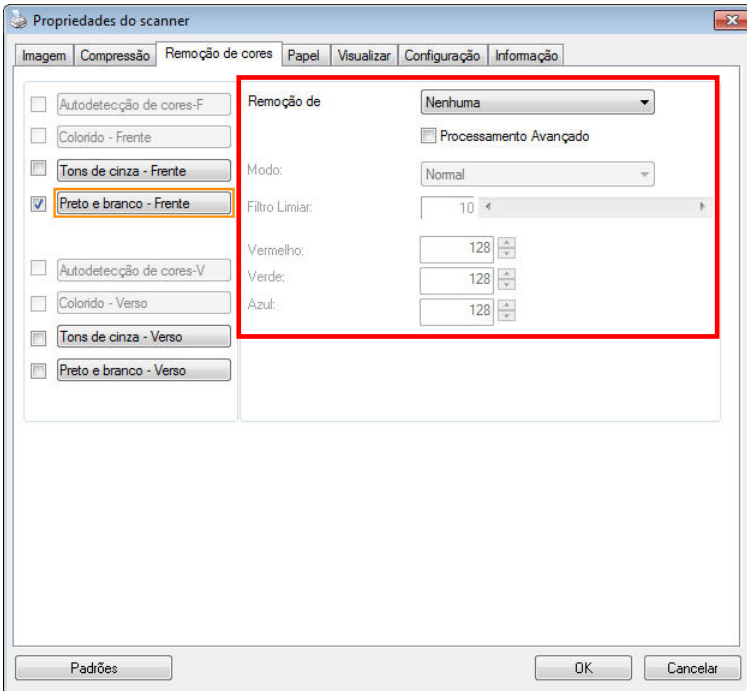 Propriedades do scanner
Imagem Compressão Remoção de cores Papel Visualizar Configuração Informação
Autodetecção de cores-F
Colorido - Frente
Tons de cinza - Frente
Preto e branco - Frente
Autodetecção de cores-V
Colorido - Verso
Tons de cinza - Verso
Preto e branco - Verso
Remoção de Nenhuma
Processamento Avançado
Modo: Normal
Filtro Limiar: 10
Vermelho: 128
Verde: 128
Azul: 128
Padrões OK Cancelar